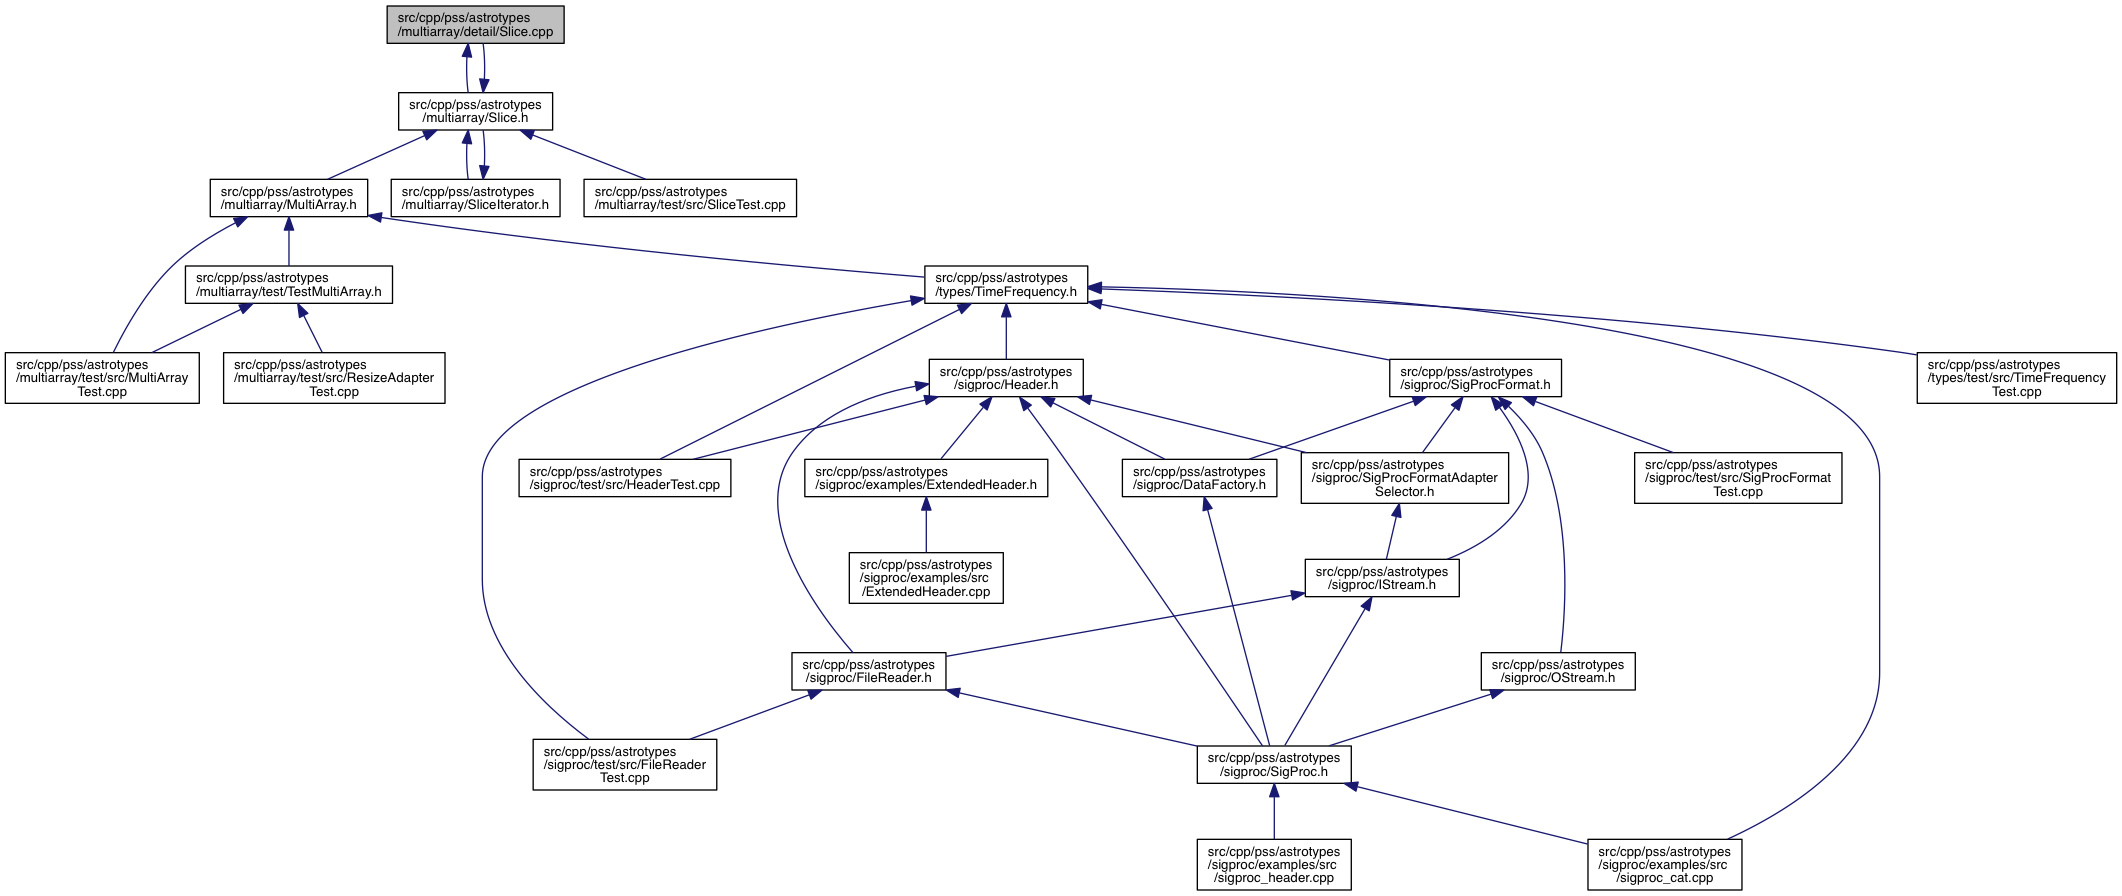 src/cpp/pss/astrotypes
/multiarray/detail/Slice.cpp
src/cpp/pss/astrotypes
/multiarray/Slice.h
src/cpp/pss/astrotypes
/multiarray/MultiArray.h
src/cpp/pss/astrotypes
/multiarray/SliceIterator.h
src/cpp/pss/astrotypes
/multiarray/test/src/SliceTest.cpp
src/cpp/pss/astrotypes
/multiarray/test/TestMultiArray.h
src/cpp/pss/astrotypes
/types/TimeFrequency.h
src/cpp/pss/astrotypes
/multiarray/test/src/MultiArray
Test.cpp
src/cpp/pss/astrotypes
/multiarray/test/src/ResizeAdapter
Test.cpp
src/cpp/pss/astrotypes
/sigproc/Header.h
src/cpp/pss/astrotypes
/sigproc/SigProcFormat.h
src/cpp/pss/astrotypes
/types/test/src/TimeFrequency
Test.cpp
src/cpp/pss/astrotypes
/sigproc/test/src/HeaderTest.cpp
src/cpp/pss/astrotypes
/sigproc/examples/ExtendedHeader.h
src/cpp/pss/astrotypes
/sigproc/DataFactory.h
src/cpp/pss/astrotypes
/sigproc/SigProcFormatAdapter
Selector.h
src/cpp/pss/astrotypes
/sigproc/test/src/SigProcFormat
Test.cpp
src/cpp/pss/astrotypes
/sigproc/examples/src
/ExtendedHeader.cpp
src/cpp/pss/astrotypes
/sigproc/IStream.h
src/cpp/pss/astrotypes
/sigproc/FileReader.h
src/cpp/pss/astrotypes
/sigproc/OStream.h
src/cpp/pss/astrotypes
/sigproc/test/src/FileReader
Test.cpp
src/cpp/pss/astrotypes
/sigproc/SigProc.h
src/cpp/pss/astrotypes
/sigproc/examples/src
/sigproc_header.cpp
src/cpp/pss/astrotypes
/sigproc/examples/src
/sigproc_cat.cpp